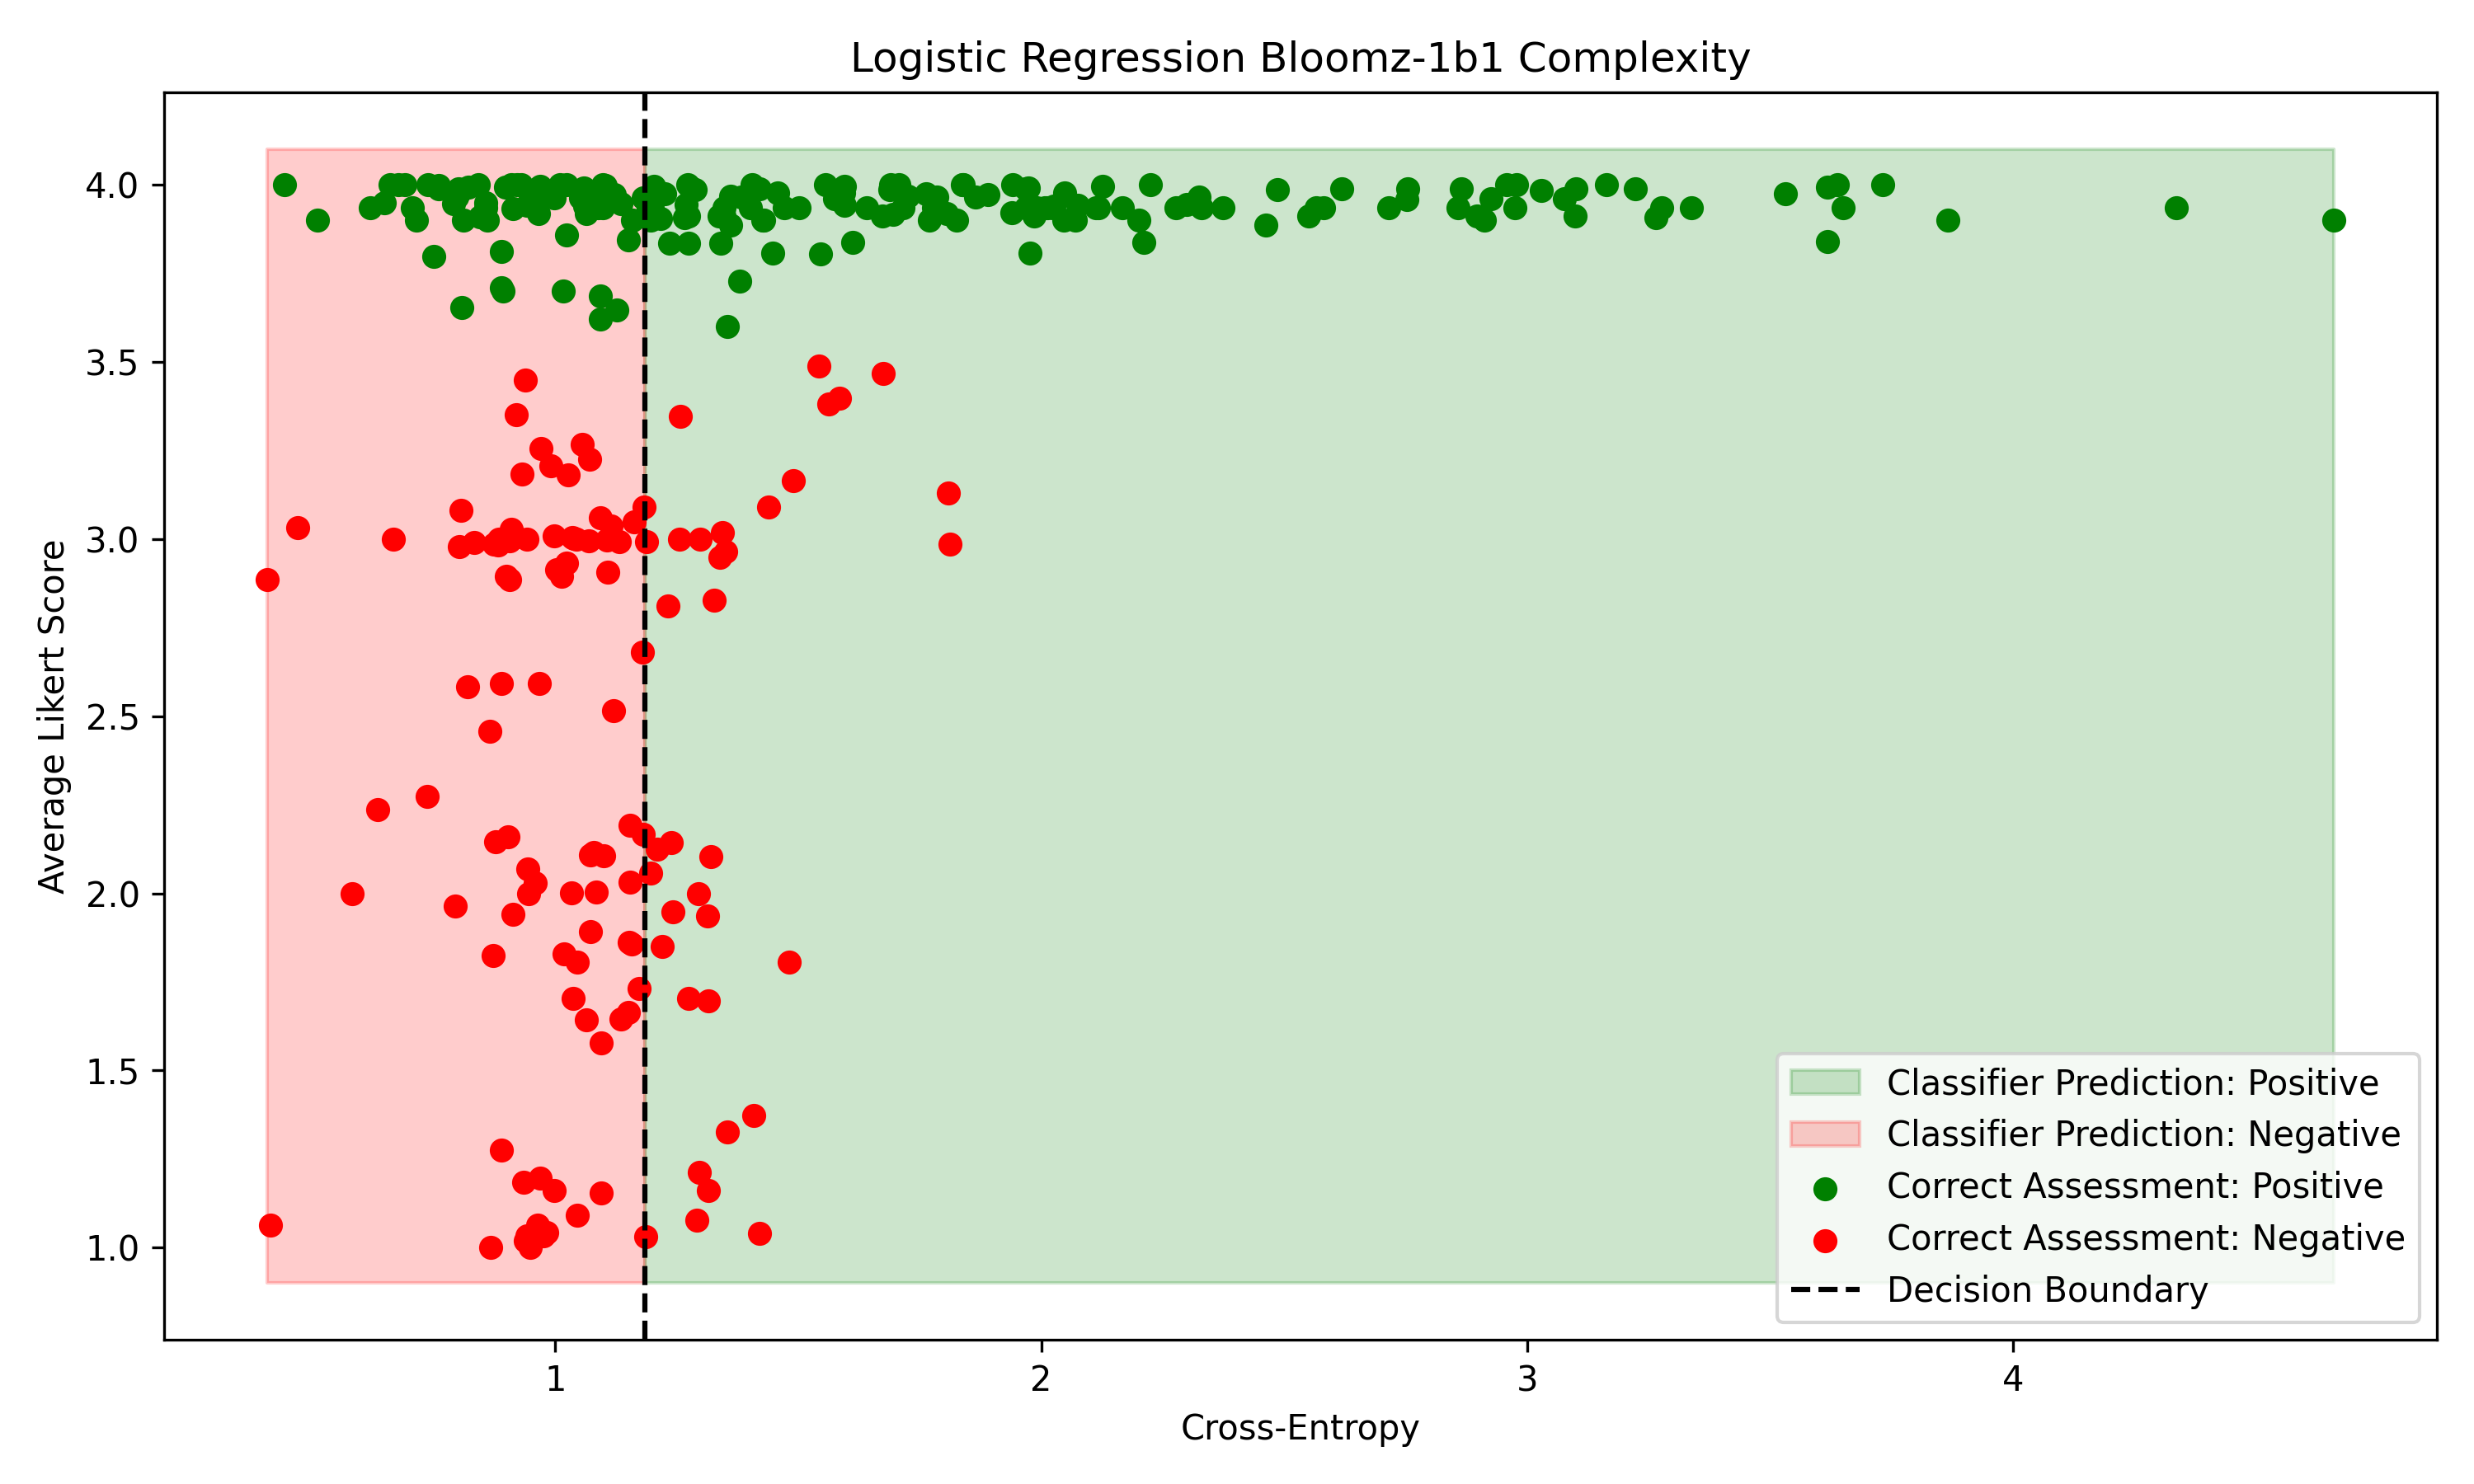 Logistic Regression Bloomz-1b1 Complexity
4.0
3.5
3.0
2.5
2.0
1.5
1.0
Average Likert Score
1 2 3 4
Cross-Entropy
Classifier Prediction: Positive
Classifier Prediction: Negative
Correct Assessment: Positive
Correct Assessment: Negative
Decision Boundary